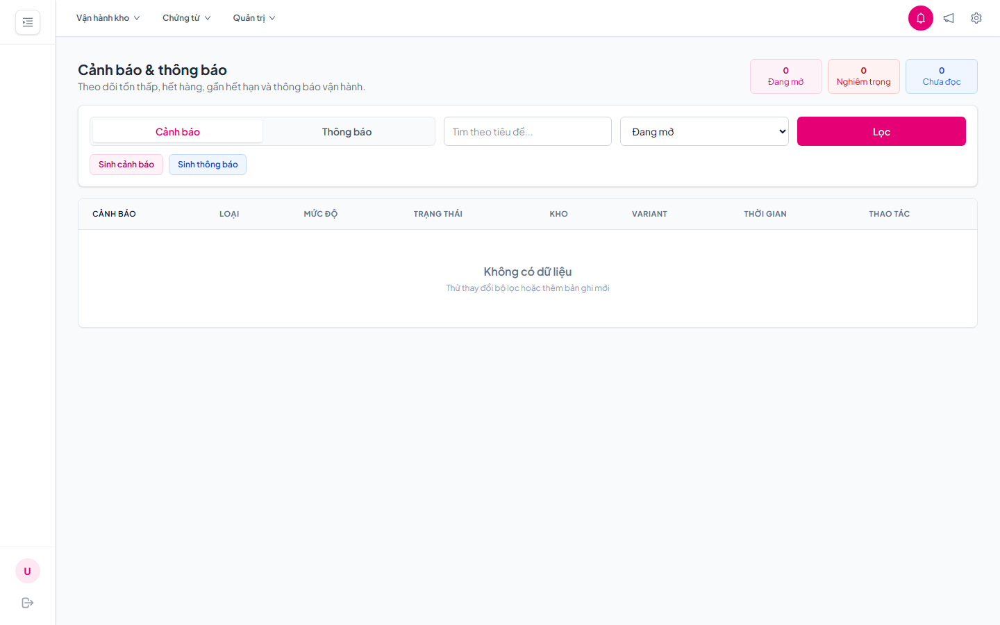 Vận hành kho
Chứng từ
Quản trị
Cảnh báo & thông báo
Theo dõi tồn thấp, hết hàng, gần hết hạn và thông báo vận hành.
0
Đang mở
0
Nghiêm trọng
0
Chưa đọc
Cảnh báo
Thông báo
Tìm theo tiêu đề...
Đang mở
Lọc
Sinh cảnh báo
Sinh thông báo
CẢNH BÁO LOẠI MỨC ĐỘ TRẠNG THÁI KHO VARIANT THỜI GIAN THAO TÁC
Không có dữ liệu
Thử thay đổi bộ lọc hoặc thêm bản ghi mới
U